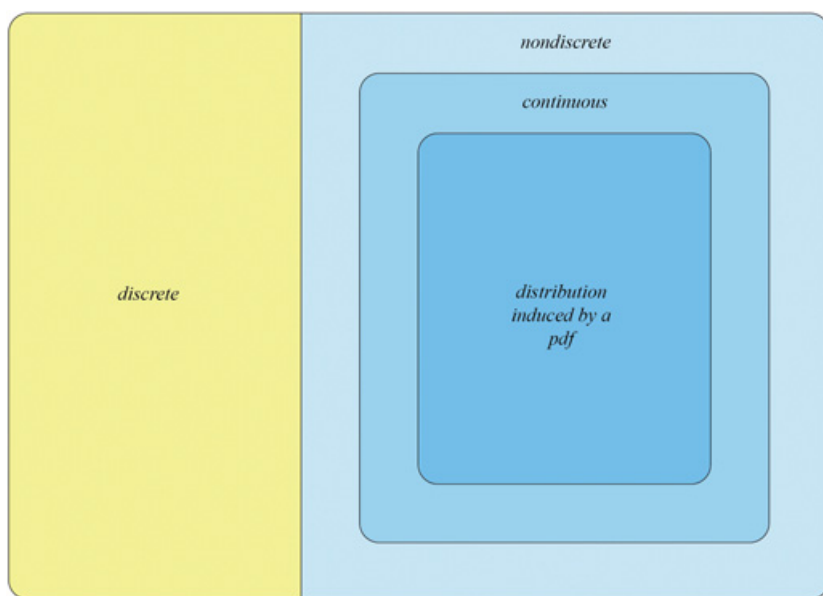 nondiscrete
continuous
discrete
distribution
induced by a
pdf